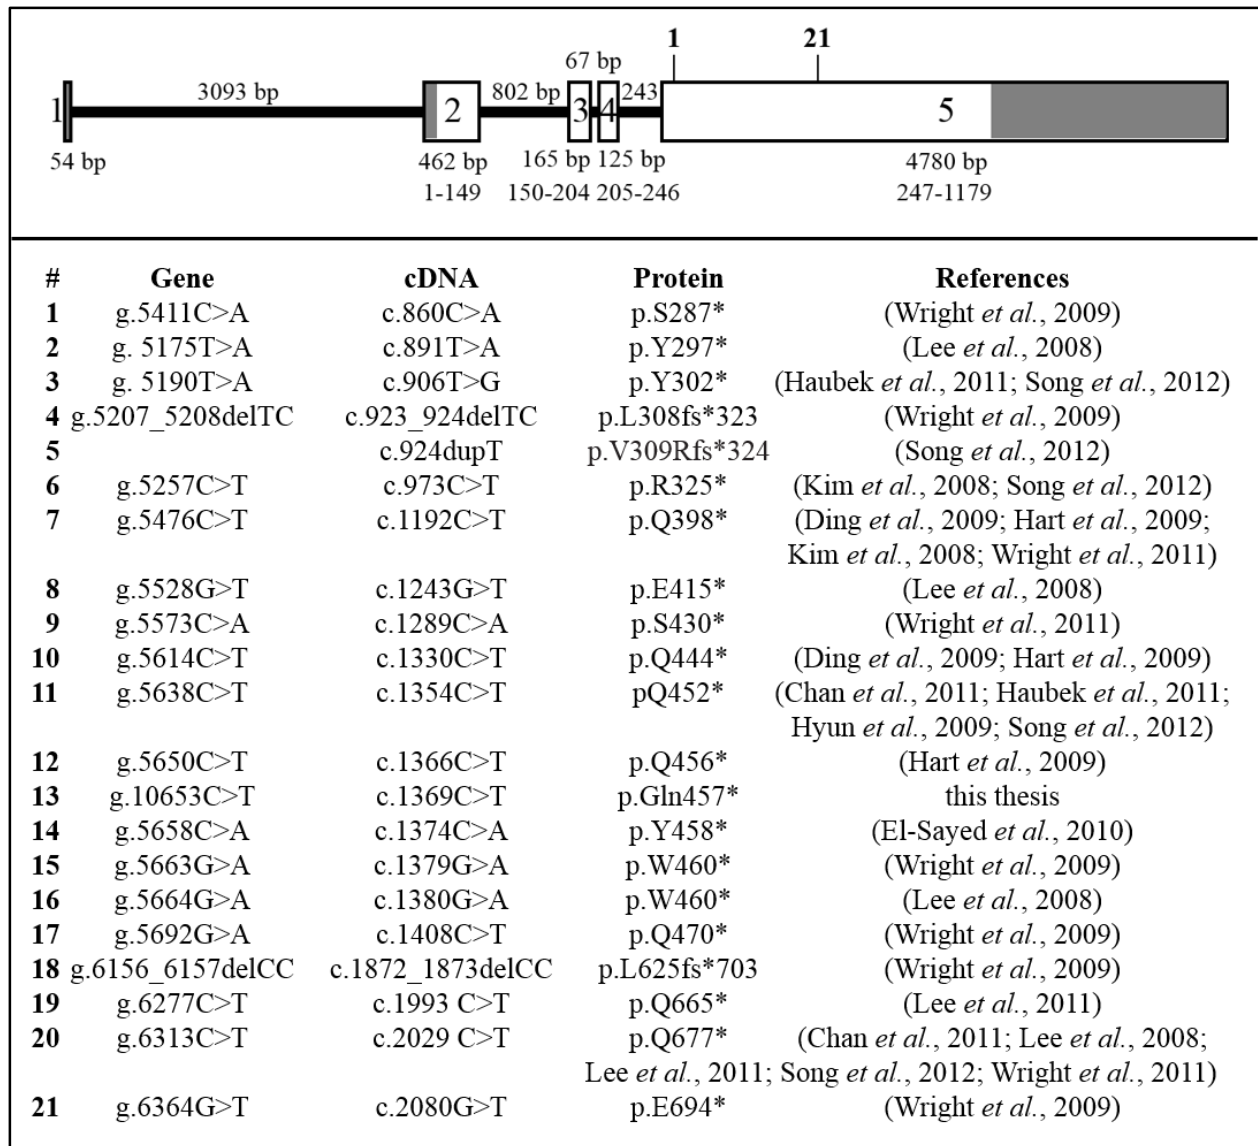 1 21
67 bp
3093 bp 802 bp 243
1 2 3 4 5
54 bp 462 bp 165 bp 125 bp 4780 bp
1-149 150-204 205-246 247-1179
# Gene cDNA Protein References
1 g.5411C>A c.860C>A p.S287* (Wright et al., 2009)
2 g. 5175T>A c.891T>A p.Y297* (Lee et al., 2008)
3 g. 5190T>A c.906T>G p.Y302* (Haubek et al., 2011; Song et al., 2012)
4 g.5207_5208delTC c.923_924delTC p.L308fs*323 (Wright et al., 2009)
5 c.924dupT p.V309Rfs*324 (Song et al., 2012)
6 g.5257C>T c.973C>T p.R325* (Kim et al., 2008; Song et al., 2012)
7 g.5476C>T c.1192C>T p.Q398* (Ding et al., 2009; Hart et al., 2009;
Kim et al., 2008; Wright et al., 2011)
8 g.5528G>T c.1243G>T p.E415* (Lee et al., 2008)
9 g.5573C>A c.1289C>A p.S430* (Wright et al., 2011)
10 g.5614C>T c.1330C>T p.Q444* (Ding et al., 2009; Hart et al., 2009)
11 g.5638C>T c.1354C>T pQ452* (Chan et al., 2011; Haubek et al., 2011;
Hyun et al., 2009; Song et al., 2012)
12 g.5650C>T c.1366C>T p.Q456* (Hart et al., 2009)
13 g.10653C>T c.1369C>T p.Gln457* this thesis
14 g.5658C>A c.1374C>A p.Y458* (El-Sayed et al., 2010)
15 g.5663G>A c.1379G>A p.W460* (Wright et al., 2009)
16 g.5664G>A c.1380G>A p.W460* (Lee et al., 2008)
17 g.5692G>A c.1408C>T p.Q470* (Wright et al., 2009)
18 g.6156_6157delCC c.1872_1873delCC p.L625fs*703 (Wright et al., 2009)
19 g.6277C>T c.1993 C>T p.Q665* (Lee et al., 2011)
20 g.6313C>T c.2029 C>T p.Q677* (Chan et al., 2011; Lee et al., 2008;
Lee et al., 2011; Song et al., 2012; Wright et al., 2011)
21 g.6364G>T c.2080G>T p.E694* (Wright et al., 2009)